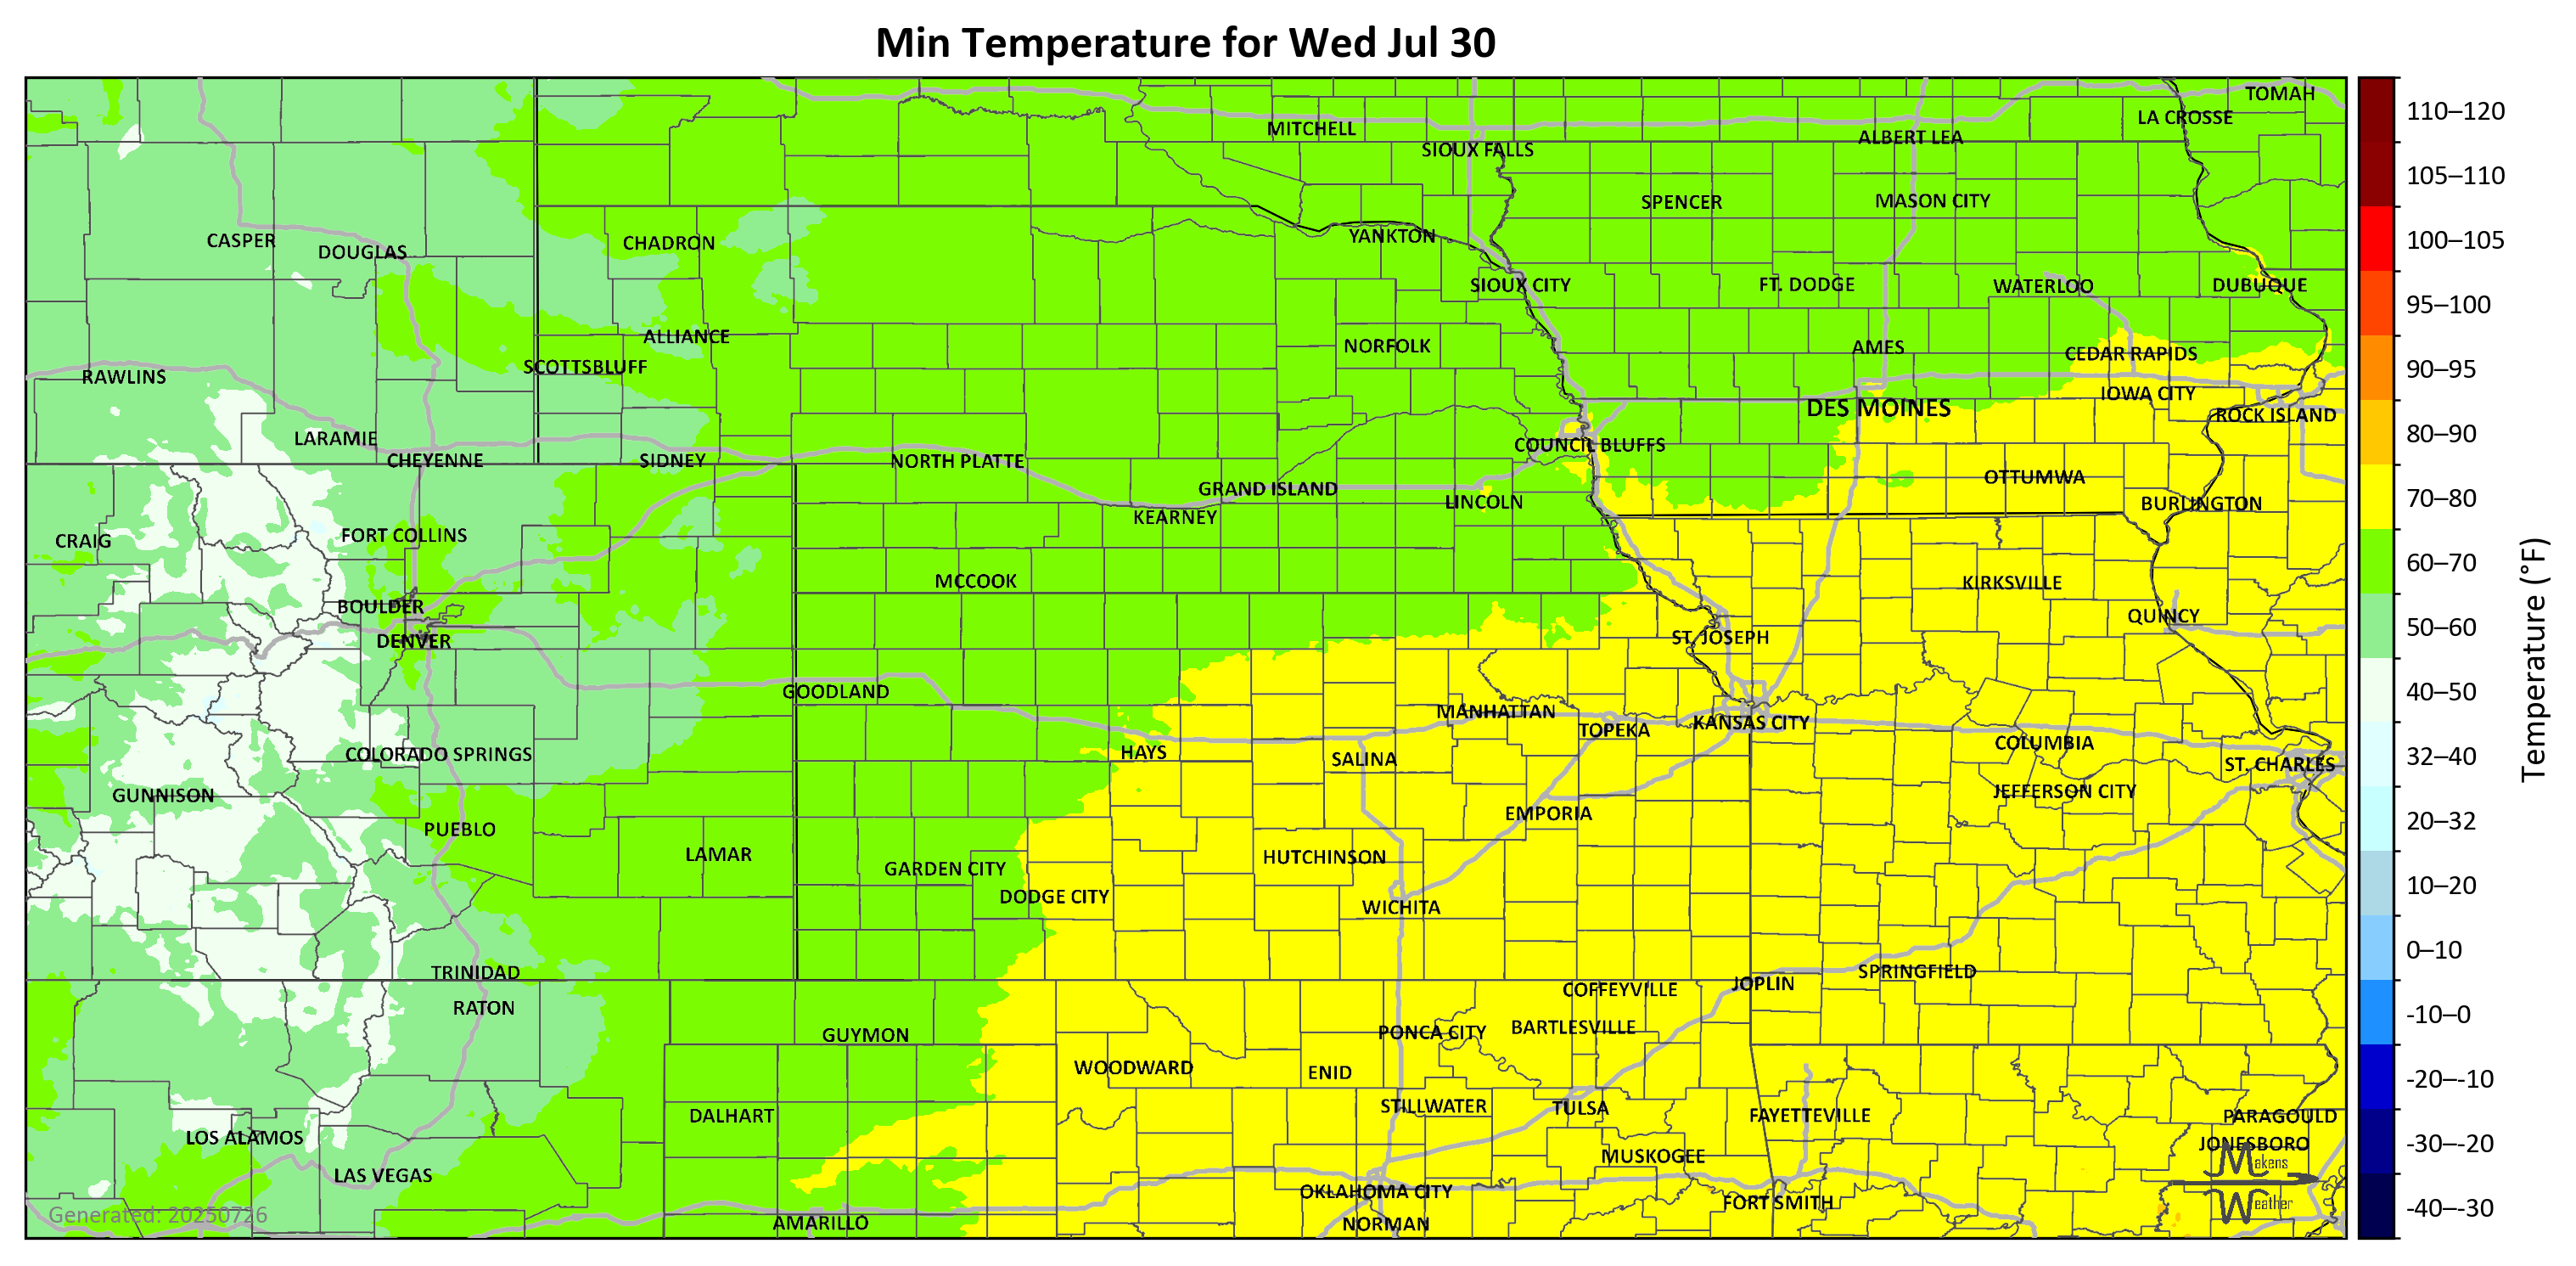 Min Temperature for Wed Jul 30
TOMAH
LA CROSSE
MITCHELL
ALBERT LEA
SIOUX FALLS
SPENCER
MASON CITY
CASPER
DOUGLAS
CHADRON
YANKTON
SIOUX CITY
FT. DODGE
WATERLOO
DUBUQUE
ALLIANCE
NORFOLK
AMES
CEDAR RAPIDS
SCOTTSBLUFF
RAWLINS
IOWA CITY
DES MOINES
ROCK ISLAND
LARAMIE
COUNCIL BLUFFS
CHEYENNE
SIDNEY
NORTH PLATTE
OTTUMWA
GRAND ISLAND
LINCOLN
BURLINGTON
KEARNEY
FORT COLLINS
CRAIG
MCCOOK
KIRKSVILLE
BOULDER
QUINCY
DENVER
ST. JOSEPH
GOODLAND
MANHATTAN
KANSAS CITY
TOPEKA
COLUMBIA
COLORADO SPRINGS
HAYS
SALINA
ST. CHARLES
GUNNISON
JEFFERSON CITY
EMPORIA
PUEBLO
LAMAR
HUTCHINSON
GARDEN CITY
DODGE CITY
WICHITA
TRINIDAD
SPRINGFIELD
JOPLIN
COFFEYVILLE
RATON
BARTLESVILLE
GUYMON
PONCA CITY
WOODWARD
ENID
STILLWATER
TULSA
DALHART
FAYETTEVILLE
PARAGOULD
LOS ALAMOS
JONESBORO
MUSKOGEE
Makens
LAS VEGAS
OKLAHOMA CITY
FORT SMITH
Weather
Generated: 20250726
AMARILLO
NORMAN
110–120
105–110
100–105
95–100
90–95
80–90
70–80
60–70
50–60
40–50
32–40
20–32
10–20
0–10
-10–0
-20–-10
-30–-20
-40–-30
Temperature (°F)